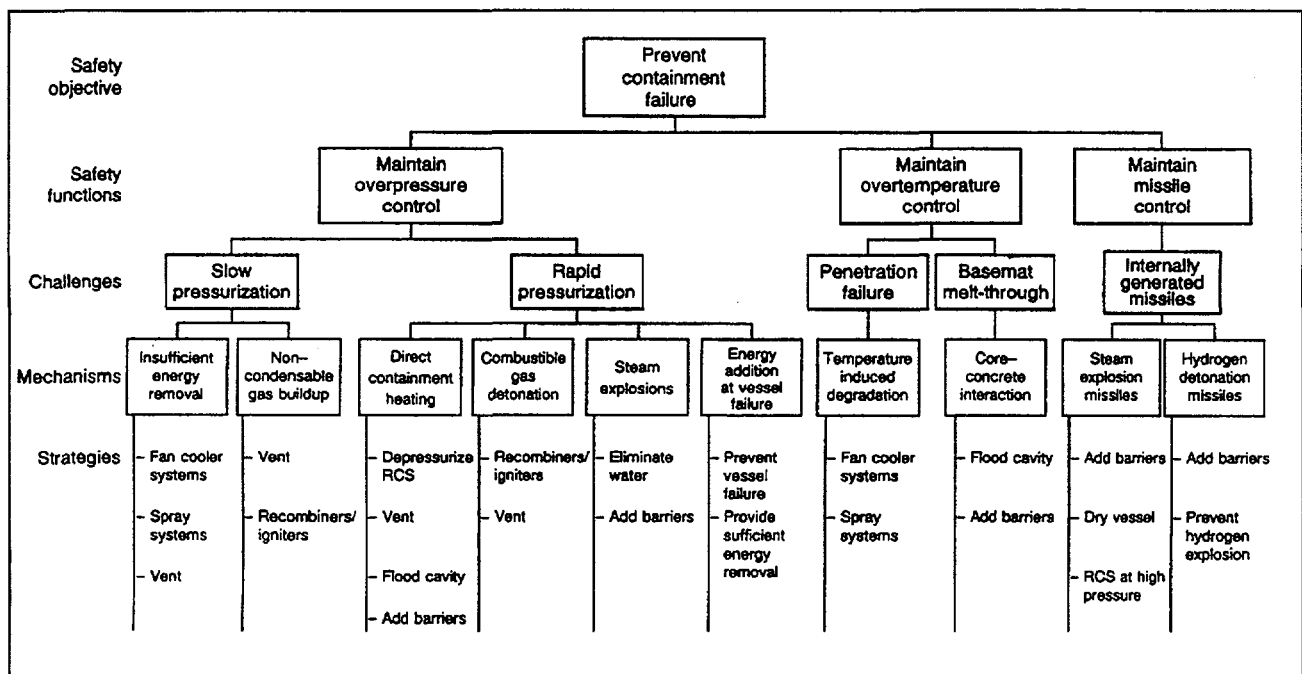 Safety
objective
Prevent
containment
failure
Safety
functions
Maintain
overpressure
control
Maintain
overtemperature
control
Maintain
missile
control
Challenges
Slow
pressurization
Rapid
pressurization
Penetration
failure
Basemat
melt-through
Internally
generated
missiles
Mechanisms
Insufficient
energy
removal
Non-
condensable
gas buildup
Direct
containment
heating
Combustible
gas
detonation
Steam
explosions
Energy
addition
at vessel
failure
Temperature
induced
degradation
Core-
concrete
interaction
Steam
explosion
missiles
Hydrogen
detonation
missiles
Strategies
Fan cooler
systems
Spray
systems
Vent
Vent
Recombiners/
igniters
Depressurize
RCS
Vent
Flood cavity
Add barriers
Recombiners/
igniters
Vent
Eliminate
water
Add barriers
Prevent
vessel
failure
Provide
sufficient
energy
removal
Fan cooler
systems
Spray
systems
Flood cavity
Add barriers
Add barriers
Dry vessel
RCS at high
pressure
Add barriers
Prevent
hydrogen
explosion